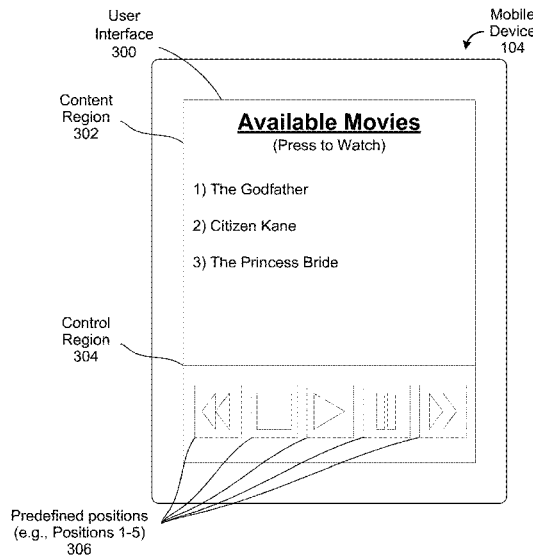 User
Interface
300
Mobile
Device
104
Content
Region
302
Available Movies
(Press to Watch)
1) The Godfather
2) Citizen Kane
3) The Princess Bride
Control
Region
304
Predefined positions
(e.g., Positions 1-5)
306